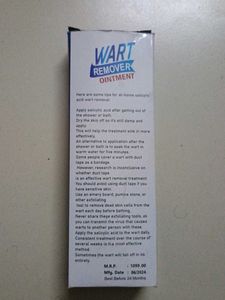 WART
REMOVER
OINTMENT
Here are some tips for at-home salicylic
acid wart removal:
Apply salicylic acid after getting out of
the shower or bath.
Dry the skin off so it's still damp and
apply.
This will help the treatment soak in more
effectively.
An alternative to application after the
shower or bath is to soak the wart in
warm water for five minutes.
Some people cover a wart with duct
tape as a bandage.
However, research is inconclusive on
whether duct tape
is an effective wart removal treatment.
You should avoid using duct tape if you
have sensitive skin.
Use an emery board, pumice stone, or
other exfoliating
tool to remove dead skin cells from the
wart each day before bathing.
Never share these exfoliating tools, as
you can transmit the virus that causes
warts to another person with these
Apply the salicylic acid to the wart daily.
Consistent treatment over the course of
several weeks is the most effective
method.
Sometimes the wart will fall off in its
entirety.
M.R.P : 1099.00
Mfg. Date : 06/2024
Best Before 24 Months